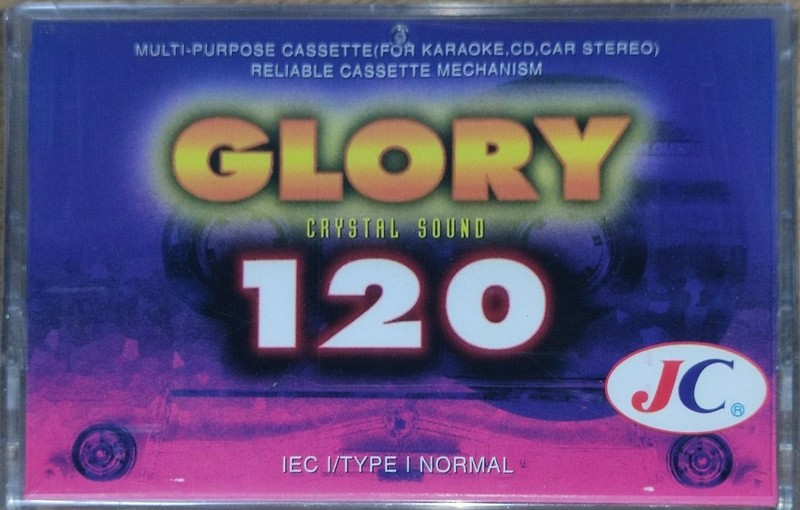 MULTI-PURPOSE CASSETTE(FOR KARAOKE,CD,CAR STEREO)
RELIABLE CASSETTE MECHANISM
GLORY
CRYSTAL SOUND
120
JC®
IEC I/TYPE I NORMAL